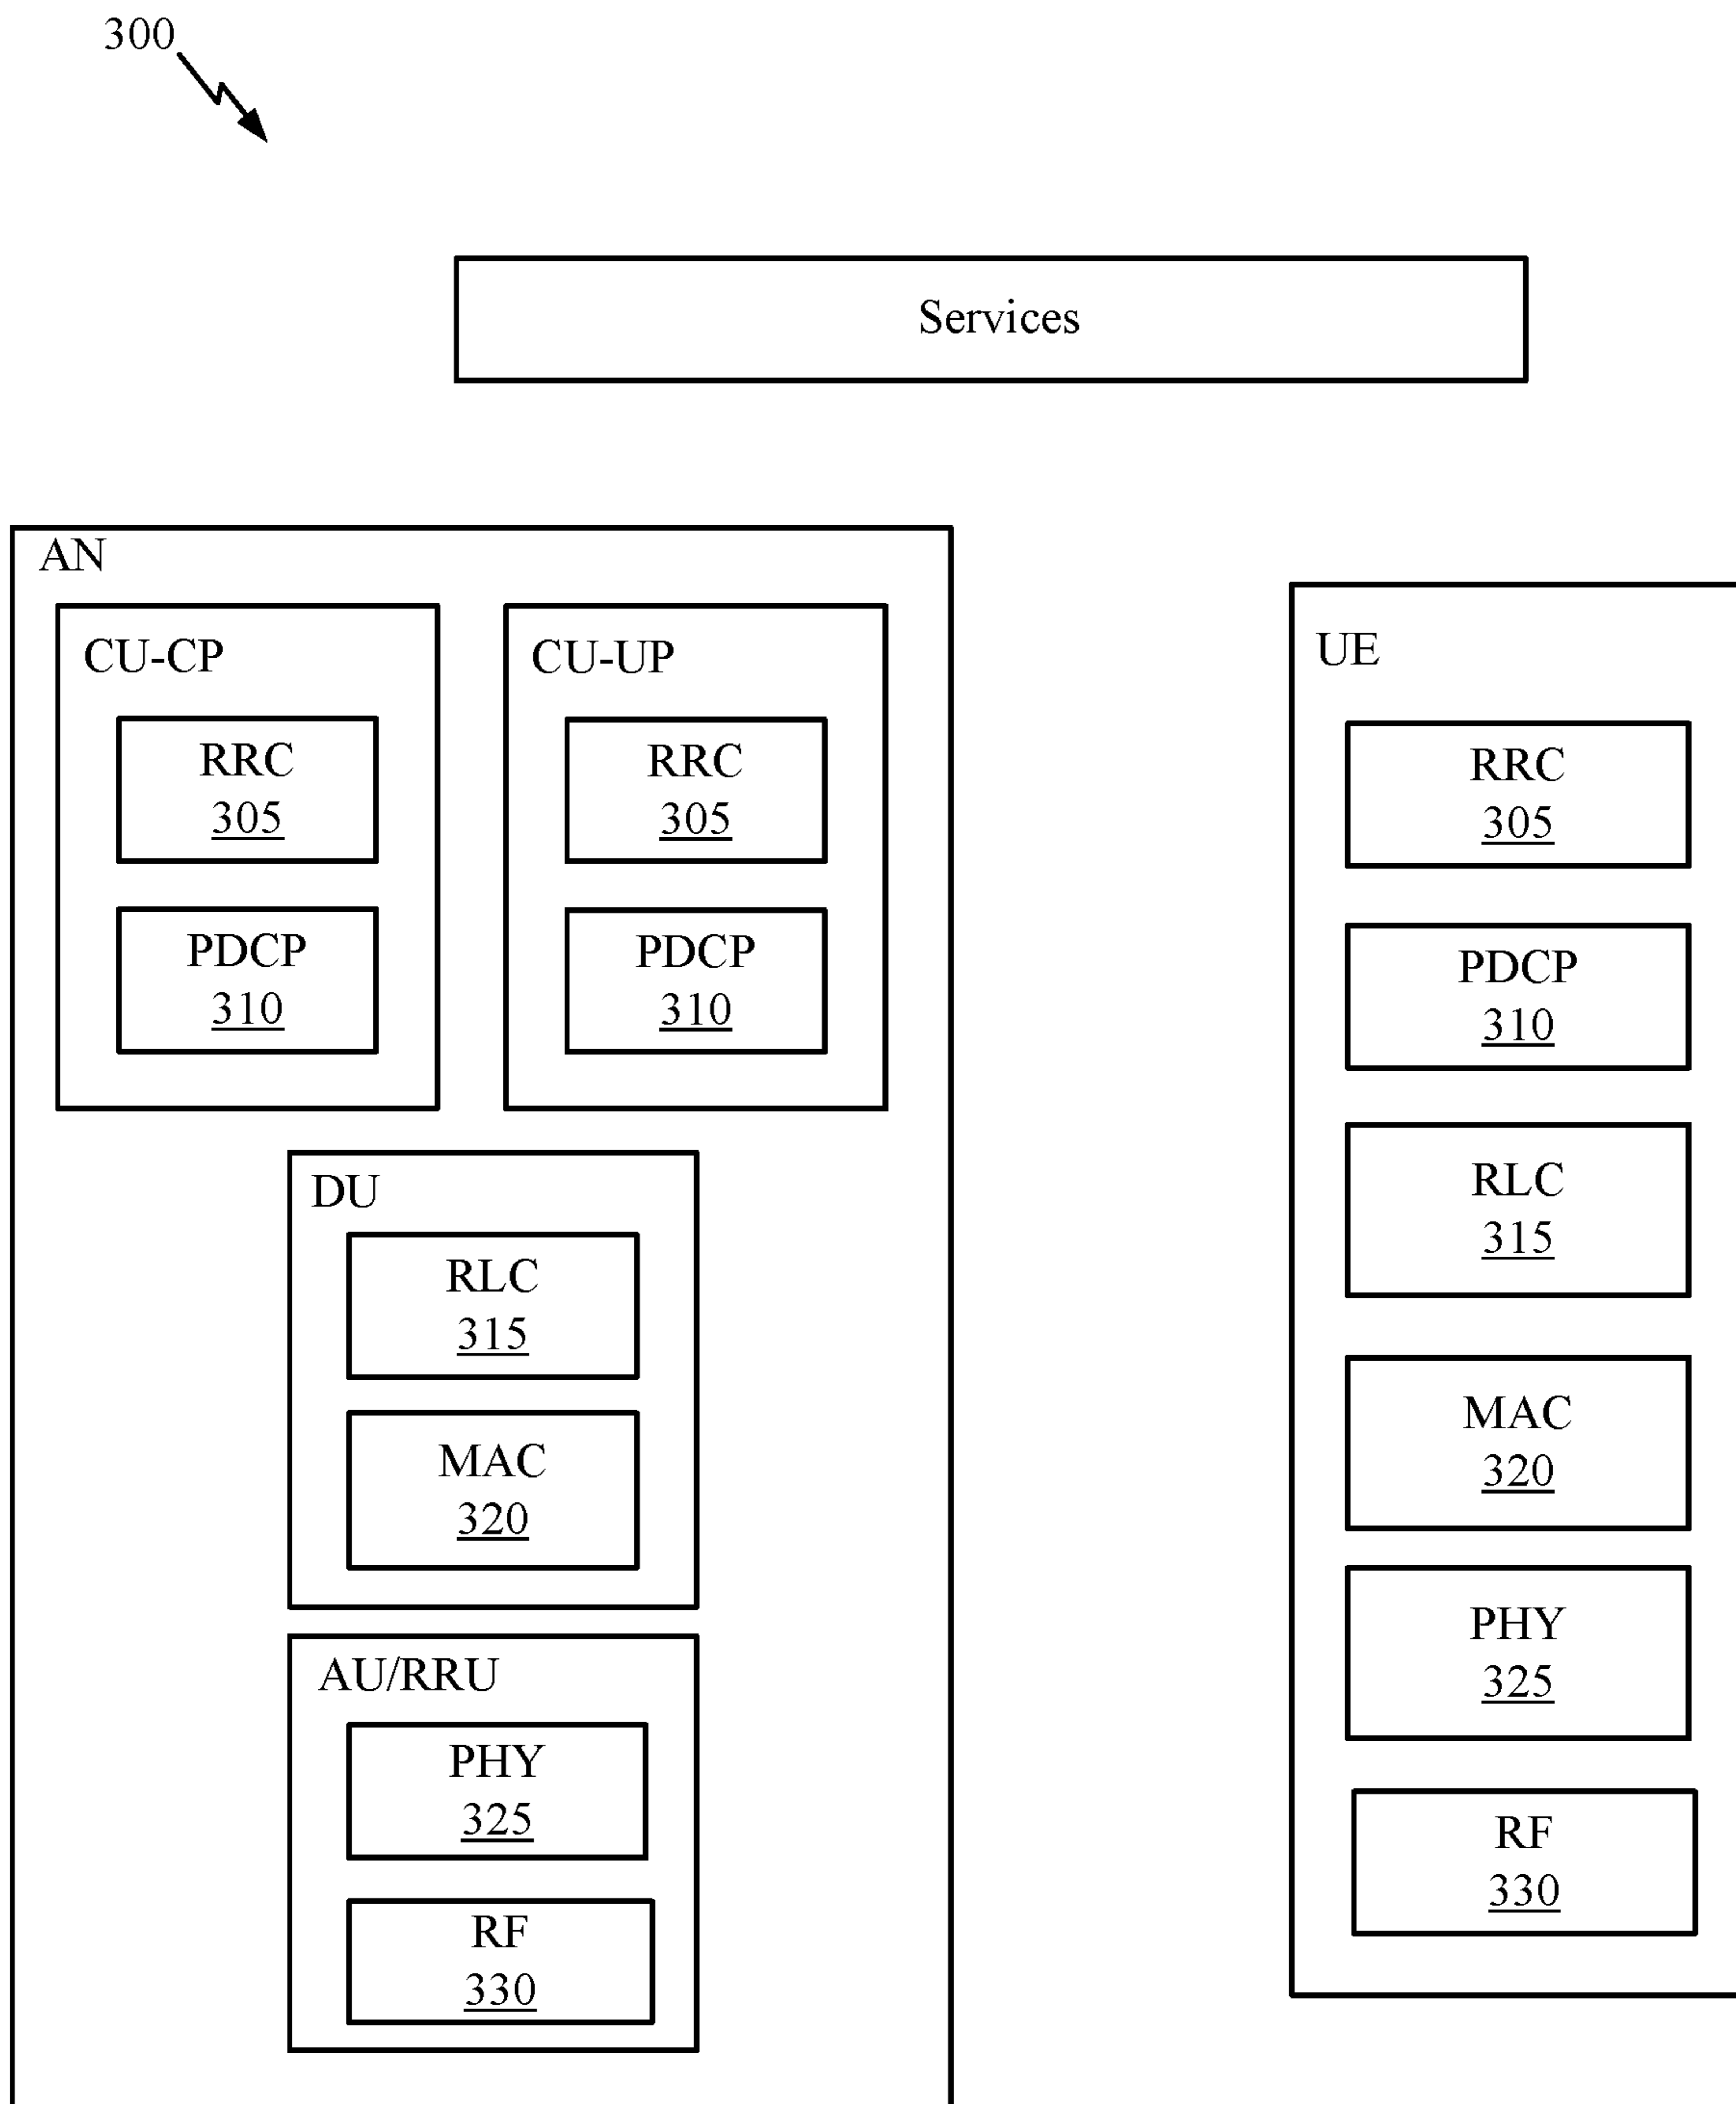 300
Services
AN
CU-CP
RRC
305
PDCP
310
CU-UP
RRC
305
PDCP
310
DU
RLC
315
MAC
320
AU/RRU
PHY
325
RF
330
UE
RRC
305
PDCP
310
RLC
315
MAC
320
PHY
325
RF
330